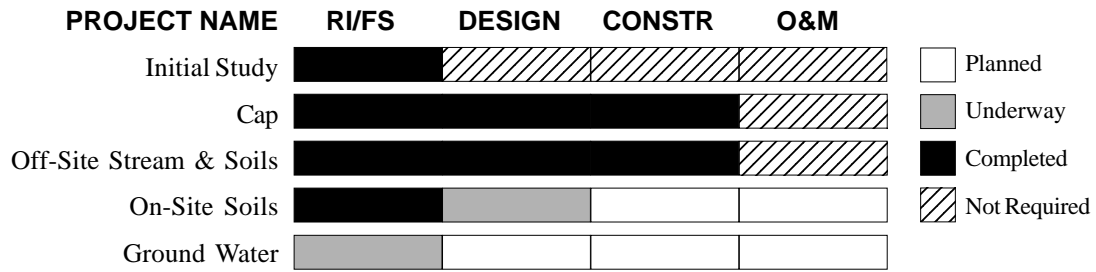 PROJECT NAME RI/FS DESIGN CONSTR O&M
Initial Study
Cap
Off-Site Stream & Soils
On-Site Soils
Ground Water
Planned
Underway
Completed
Not Required